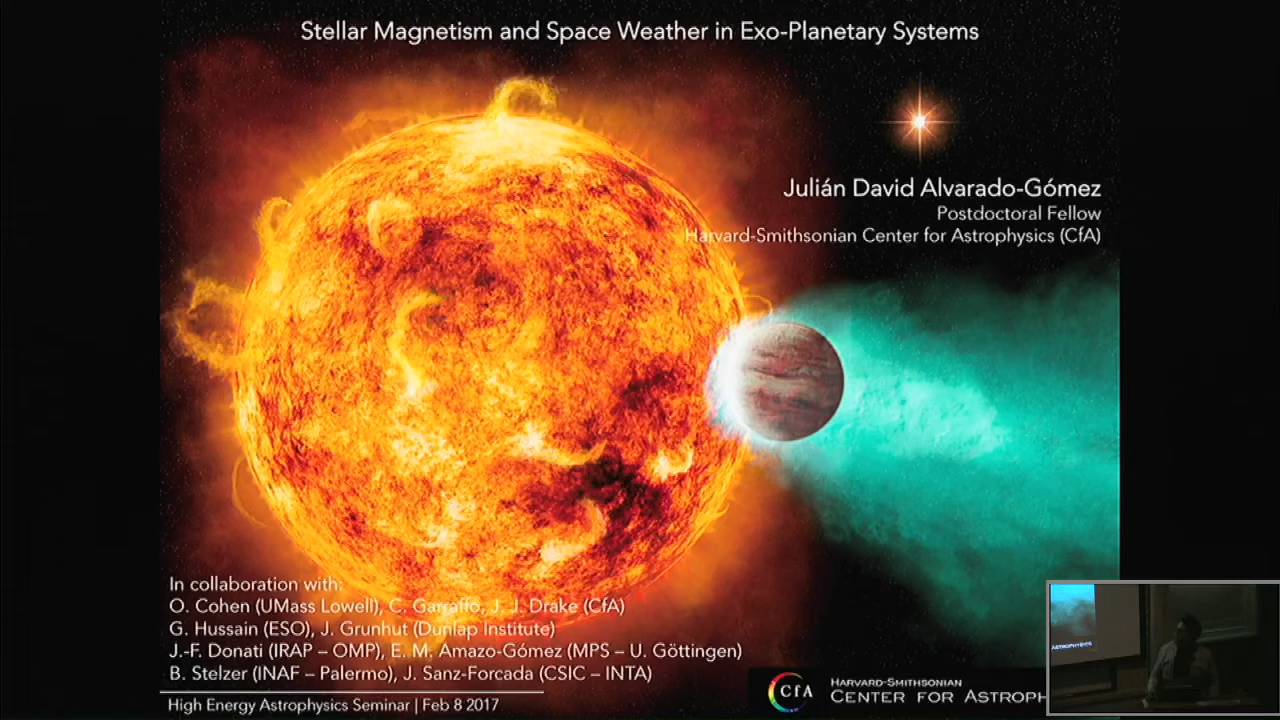 Stellar Magnetism and Space Weather in Exo-Planetary Systems
Julián David Alvarado-Gómez
Postdoctoral Fellow
Harvard-Smithsonian Center for Astrophysics (CfA)
In collaboration with:
O. Cohen (UMass Lowell), C. Garraffo, J. J. Drake (CfA)
G. Hussain (ESO), J. Grunhut (Dunlap Institute)
J.-F. Donati (IRAP – OMP), E. M. Amazo-Gómez (MPS – U. Göttingen)
B. Stelzer (INAF – Palermo), J. Sanz-Forcada (CSIC – INTA)
High Energy Astrophysics Seminar | Feb 8 2017
CfA
HARVARD-SMITHSONIAN
CENTER FOR ASTROPH
ASTROPHYSICS